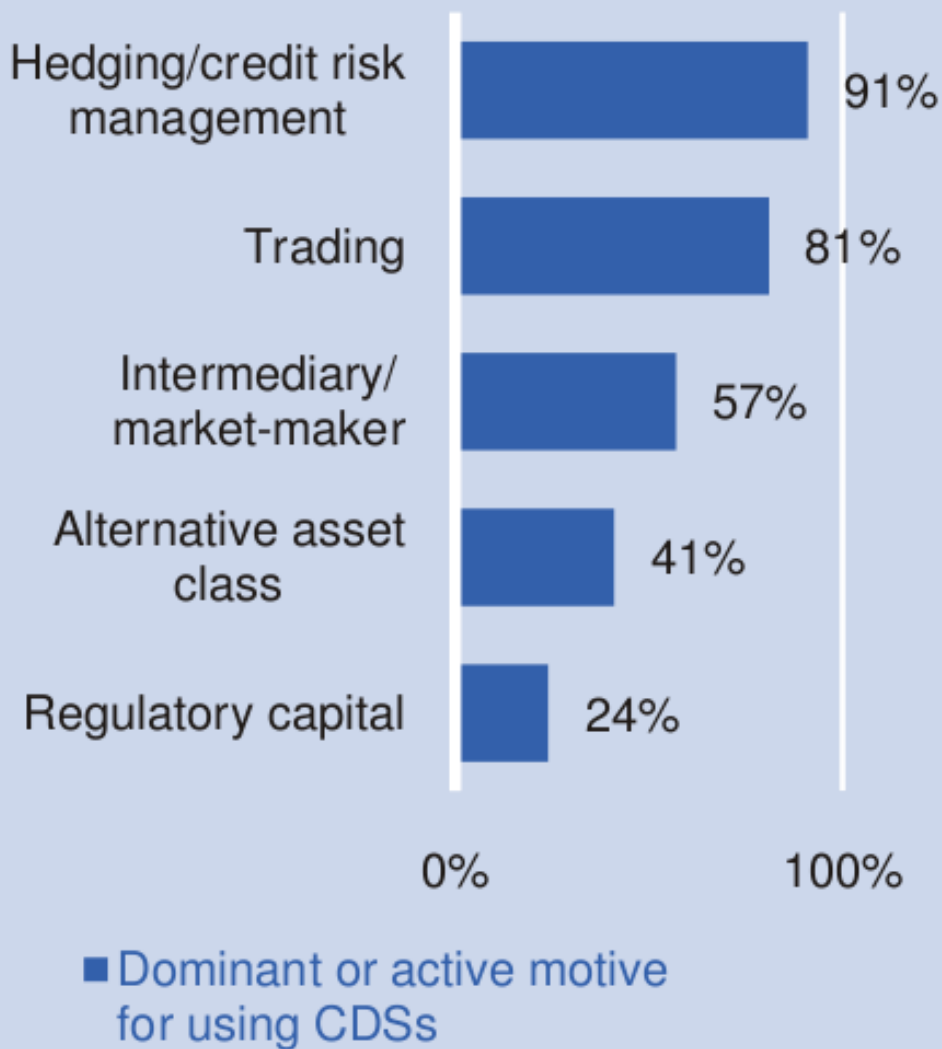 Hedging/credit risk
management
91%
Trading
81%
Intermediary/
market-maker
57%
Alternative asset
class
41%
Regulatory capital
24%
0%
100%
Dominant or active motive
for using CDSs